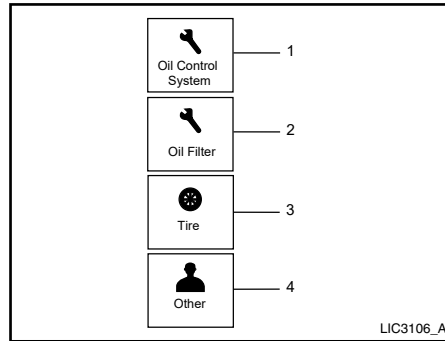 Oil Control
System
1
Oil Filter
2
Tire
3
Other
4
LIC3106_A